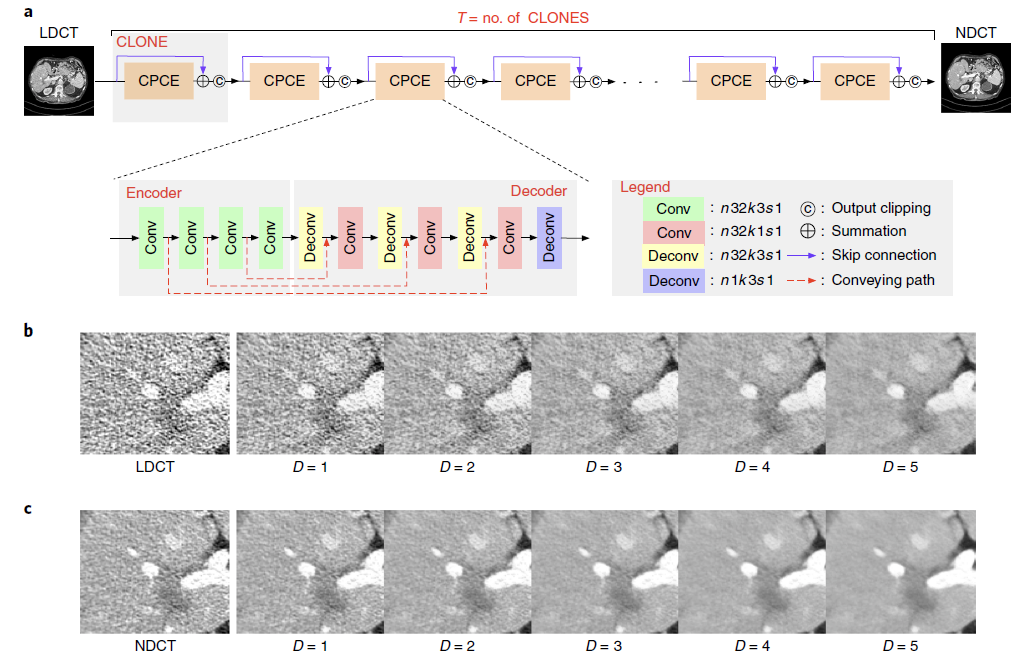 a
T = no. of CLONES
LDCT
NDCT
CLONE
CPCE
CPCE
CPCE
CPCE
CPCE
CPCE
C
C
C
C
C
C
Encoder
Decoder
Conv
Conv
Conv
Conv
Deconv
Conv
Deconv
Conv
Deconv
Conv
Deconv
Legend
Conv : n32k3s1
C : Output clipping
Conv : n32k1s1
⊕ : Summation
Deconv : n32k3s1
: Skip connection
Deconv : n1k3s1
: Conveying path
b
LDCT
D = 1
D = 2
D = 3
D = 4
D = 5
c
NDCT
D = 1
D = 2
D = 3
D = 4
D = 5